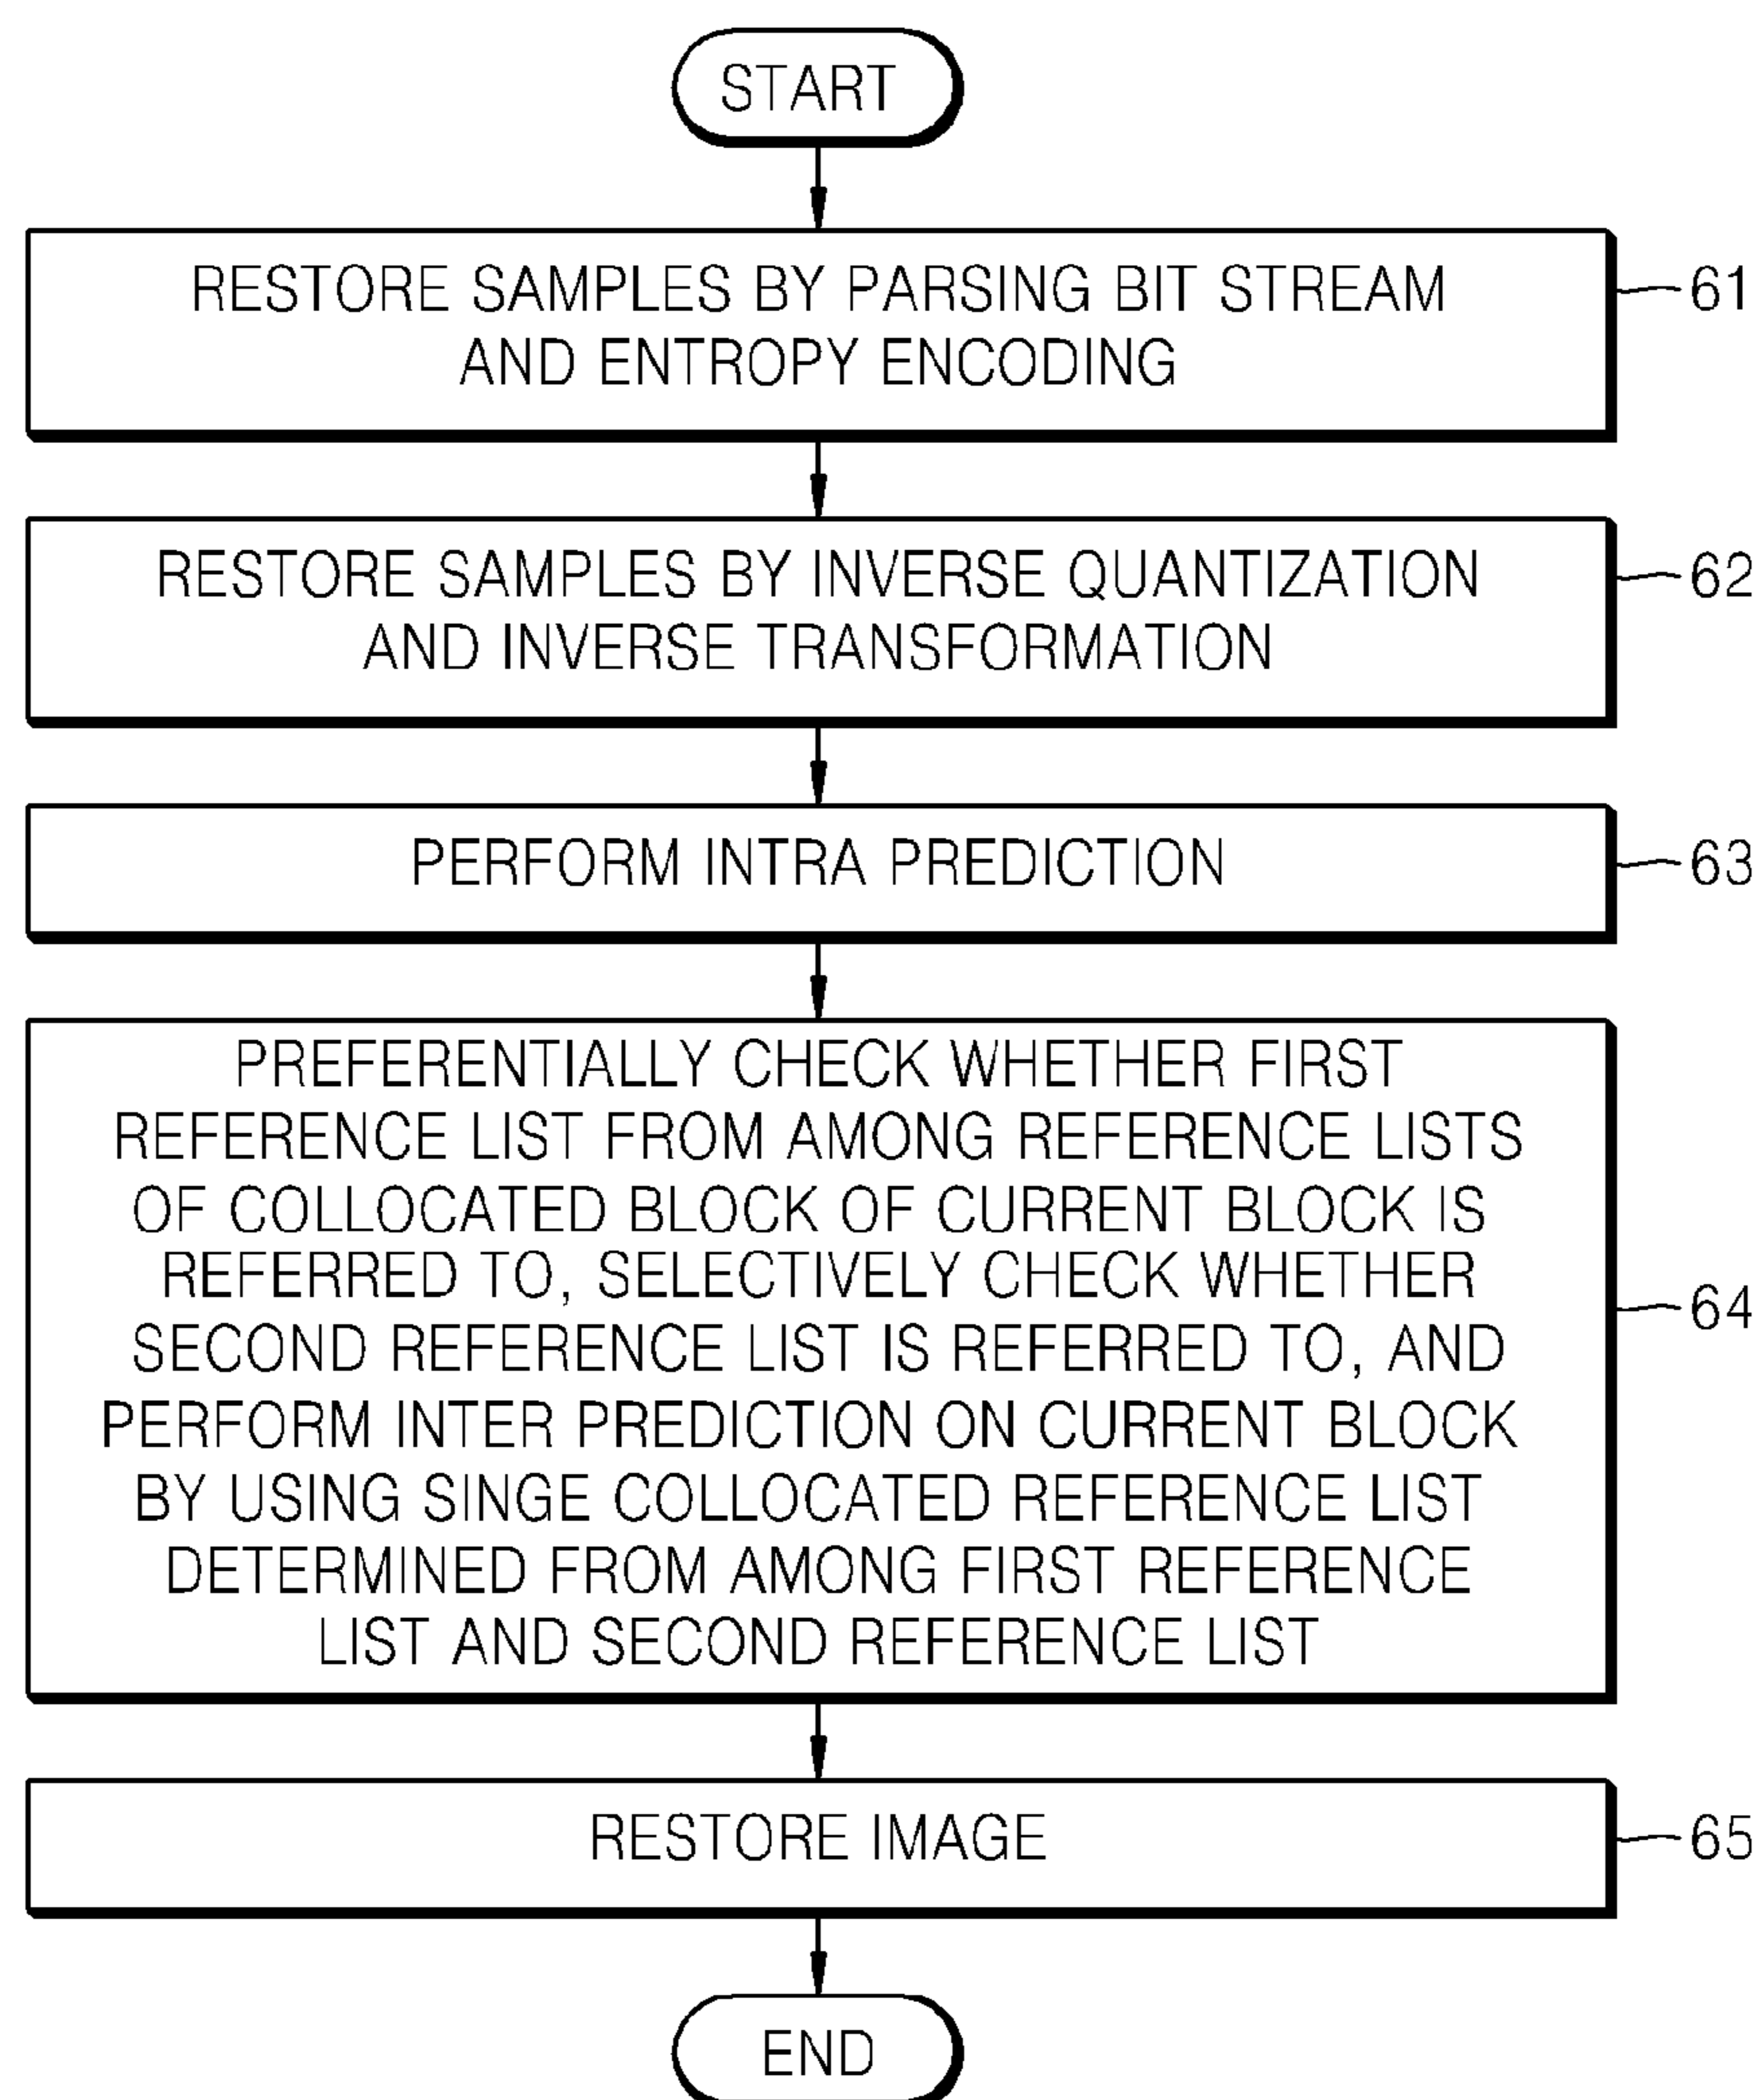 START
RESTORE SAMPLES BY PARSING BIT STREAM
AND ENTROPY ENCODING
61
RESTORE SAMPLES BY INVERSE QUANTIZATION
AND INVERSE TRANSFORMATION
62
PERFORM INTRA PREDICTION
63
PREFERENTIALLY CHECK WHETHER FIRST
REFERENCE LIST FROM AMONG REFERENCE LISTS
OF COLLOCATED BLOCK OF CURRENT BLOCK IS
REFERRED TO, SELECTIVELY CHECK WHETHER
SECOND REFERENCE LIST IS REFERRED TO, AND
PERFORM INTER PREDICTION ON CURRENT BLOCK
BY USING SINGE COLLOCATED REFERENCE LIST
DETERMINED FROM AMONG FIRST REFERENCE
LIST AND SECOND REFERENCE LIST
64
RESTORE IMAGE
65
END